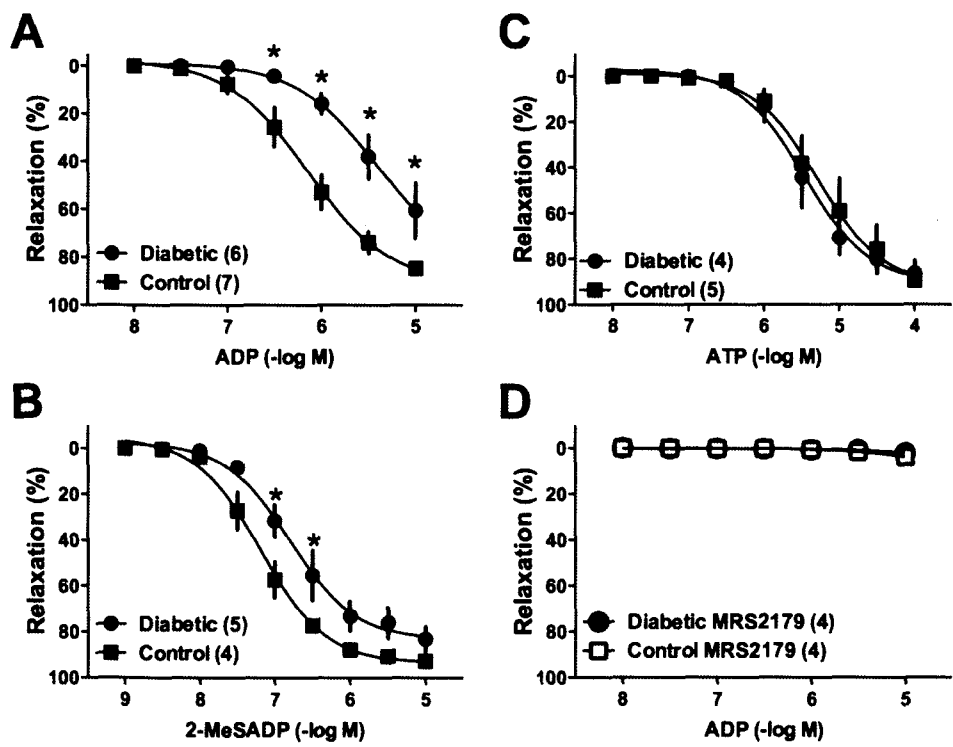 A
Relaxation (%)
0
20
40
60
80
100
* * * *
Diabetic (6)
Control (7)
8 7 6 5
ADP (-log M)
C
Relaxation (%)
0
20
40
60
80
100
Diabetic (4)
Control (5)
8 7 6 5 4
ATP (-log M)
B
Relaxation (%)
0
20
40
60
80
100
* *
Diabetic (5)
Control (4)
9 8 7 6 5
2-MeSADP (-log M)
D
Relaxation (%)
0
20
40
60
80
100
Diabetic MRS2179 (4)
Control MRS2179 (4)
8 7 6 5
ADP (-log M)